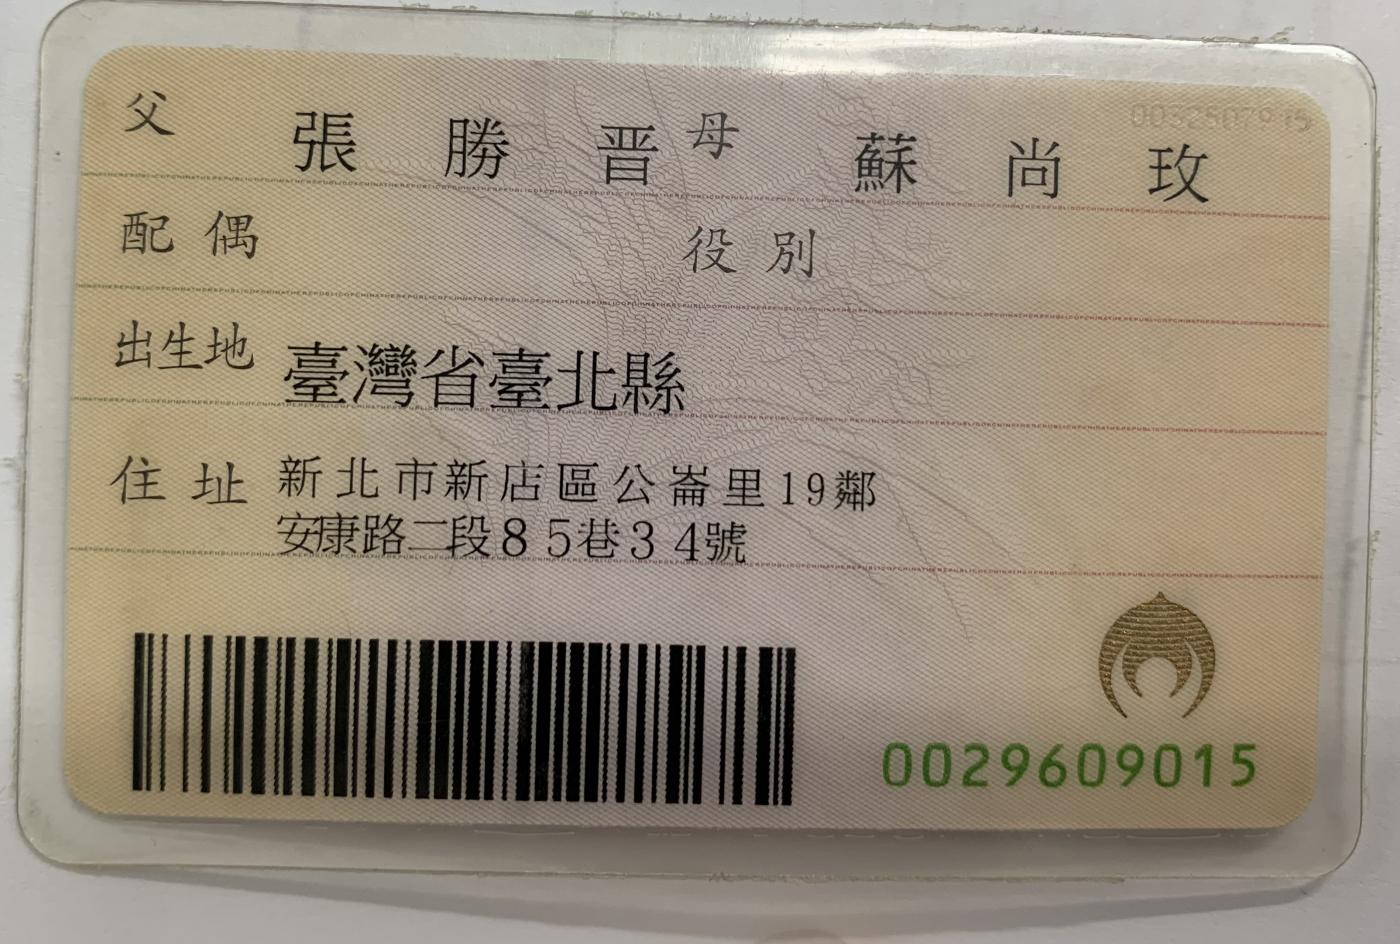 父 張勝晋 母 蘇尚玫
配偶 役別
出生地 臺灣省臺北縣
住址 新北市新店區公崙里19鄰
安康路二段85巷34號
0029609015